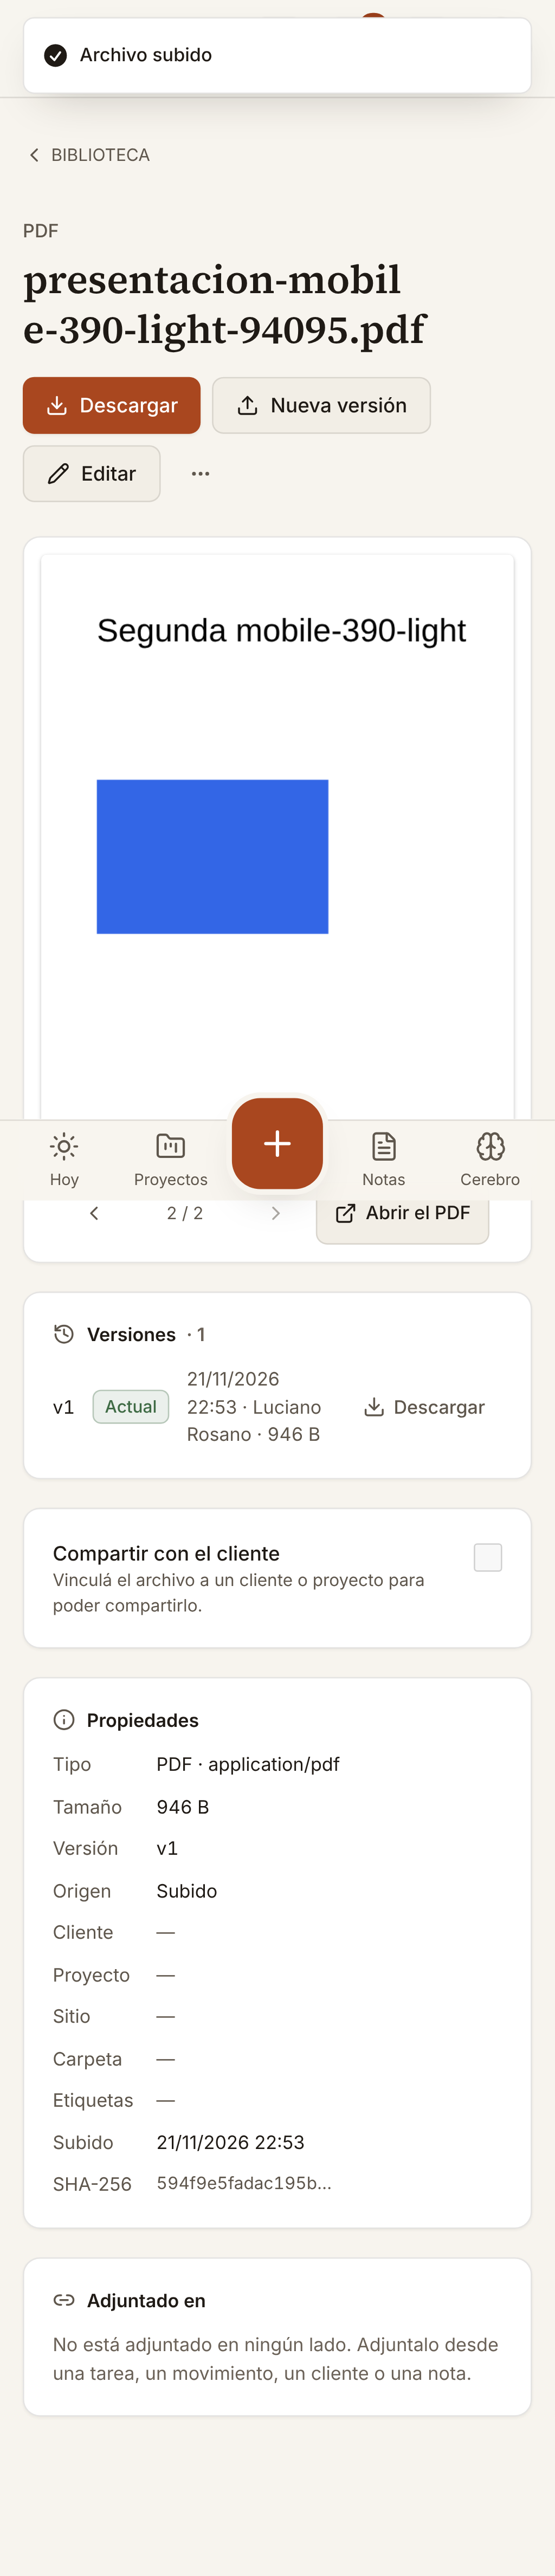 Archivo subido
BIBLIOTECA
PDF
presentacion-mobil
e-390-light-94095.pdf
Descargar
Nueva versión
Editar
Segunda mobile-390-light
Hoy
Proyectos
Notas
Cerebro
2 / 2
Abrir el PDF
Versiones · 1
v1
Actual
21/11/2026
22:53 · Luciano
Rosano · 946 B
Descargar
Compartir con el cliente
Vinculá el archivo a un cliente o proyecto para
poder compartirlo.
Propiedades
Tipo PDF · application/pdf
Tamaño 946 B
Versión v1
Origen Subido
Cliente —
Proyecto —
Sitio —
Carpeta —
Etiquetas —
Subido 21/11/2026 22:53
SHA-256 594f9e5fadac195b...
Adjuntado en
No está adjuntado en ningún lado. Adjuntalo desde
una tarea, un movimiento, un cliente o una nota.